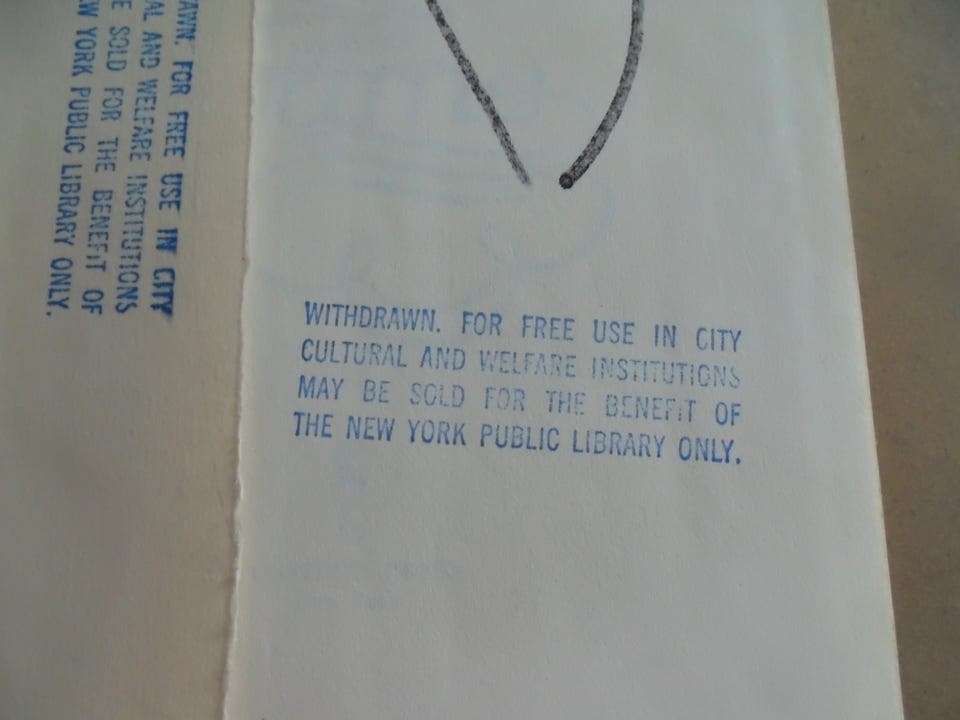 AWN. FOR FREE USE IN CITY
AL AND WELFARE INSTITUTIONS
E SOLD FOR THE BENEFIT OF
W YORK PUBLIC LIBRARY ONLY.
WITHDRAWN. FOR FREE USE IN CITY
CULTURAL AND WELFARE INSTITUTIONS
MAY BE SOLD FOR THE BENEFIT OF
THE NEW YORK PUBLIC LIBRARY ONLY.